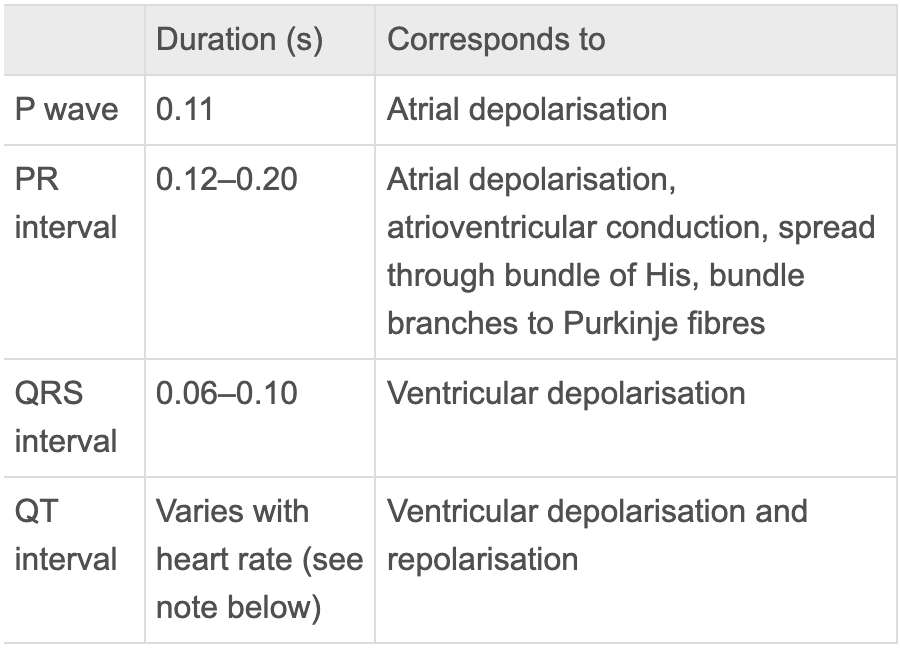 Duration (s) Corresponds to
P wave 0.11 Atrial depolarisation
PR 0.12–0.20 Atrial depolarisation,
interval atrioventricular conduction, spread
through bundle of His, bundle
branches to Purkinje fibres
QRS 0.06–0.10 Ventricular depolarisation
interval
QT Varies with Ventricular depolarisation and
interval heart rate (see repolarisation
note below)